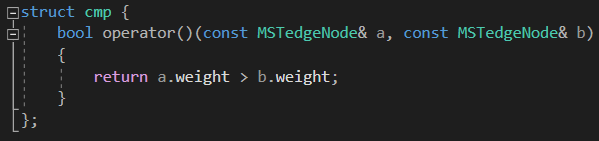 struct cmp {
    bool operator()(const MSTedgeNode& a, const MSTedgeNode& b)
    {
        return a.weight > b.weight;
    }
};